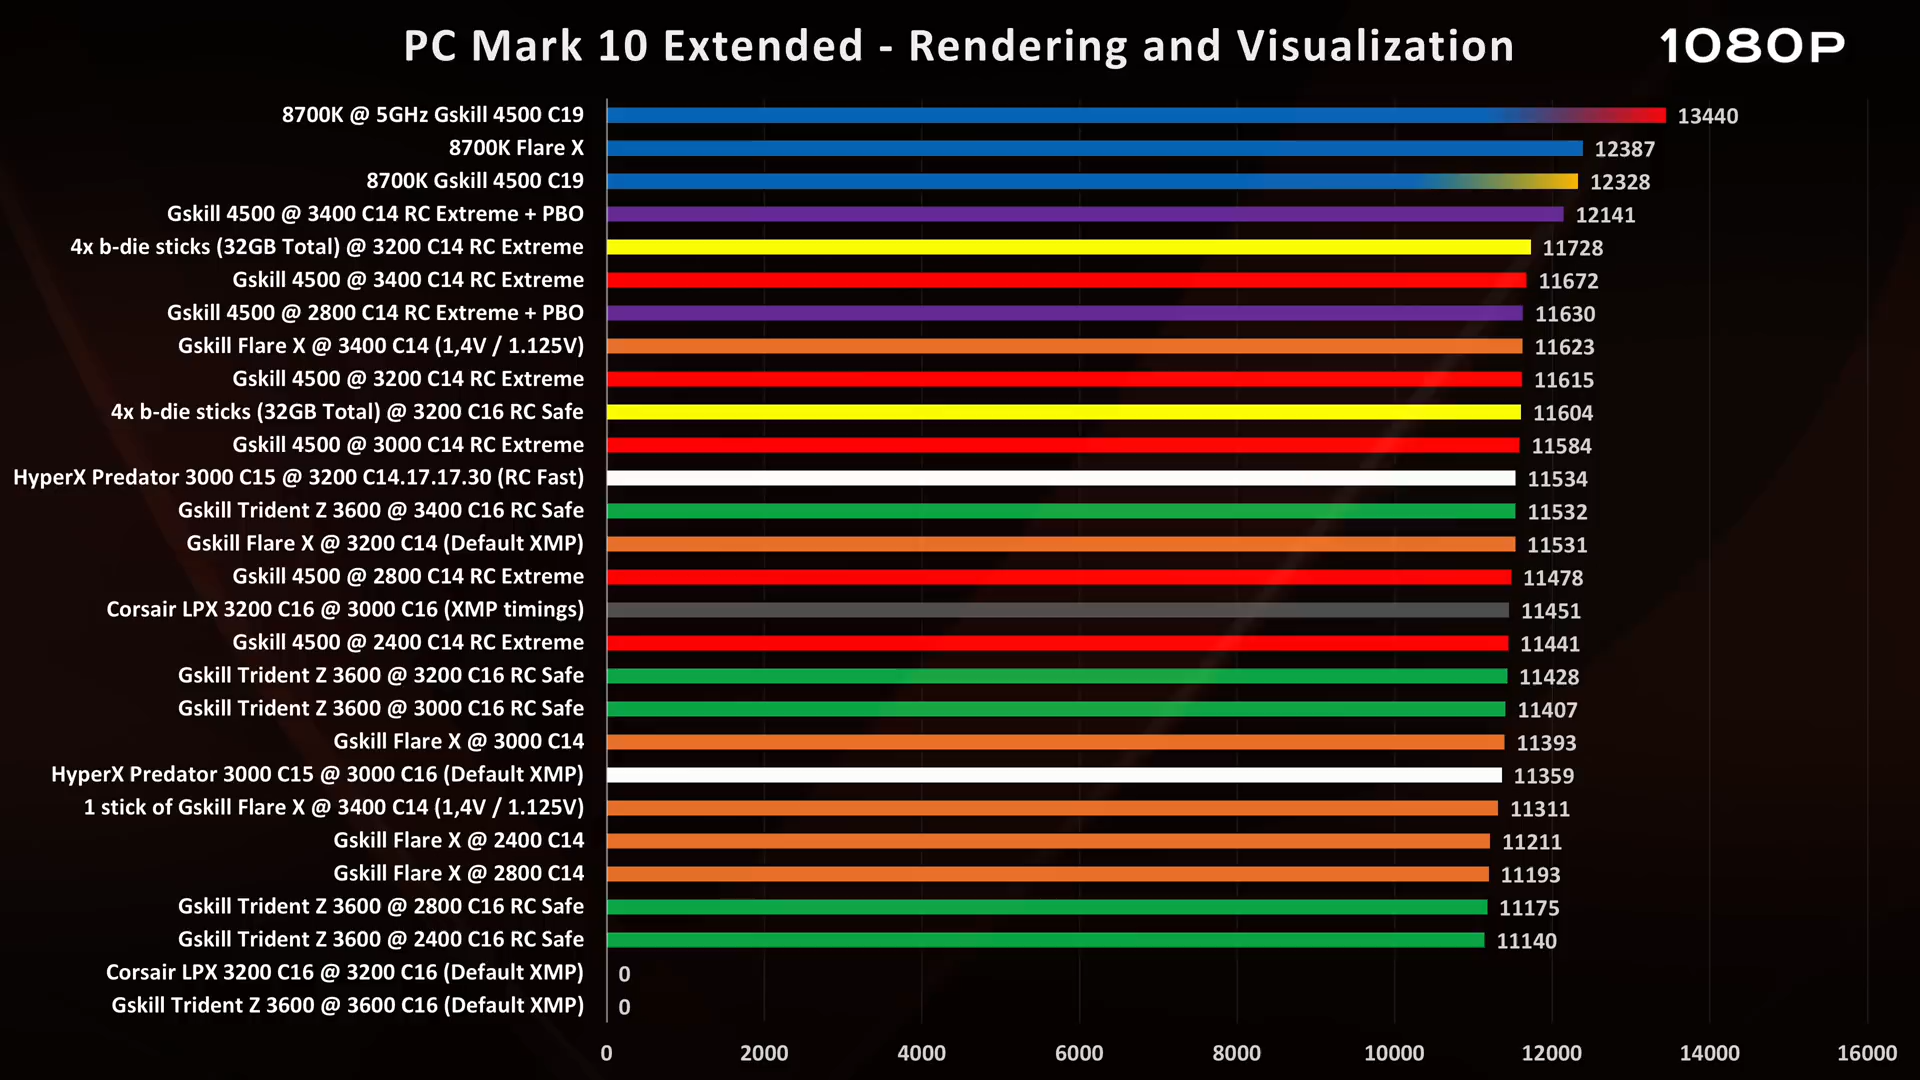 PC Mark 10 Extended - Rendering and Visualization
1080P
8700K @ 5GHz Gskill 4500 C19 13440
8700K Flare X 12387
8700K Gskill 4500 C19 12328
Gskill 4500 @ 3400 C14 RC Extreme + PBO 12141
4x b-die sticks (32GB Total) @ 3200 C14 RC Extreme 11728
Gskill 4500 @ 3400 C14 RC Extreme 11672
Gskill 4500 @ 2800 C14 RC Extreme + PBO 11630
Gskill Flare X @ 3400 C14 (1,4V / 1.125V) 11623
Gskill 4500 @ 3200 C14 RC Extreme 11615
4x b-die sticks (32GB Total) @ 3200 C16 RC Safe 11604
Gskill 4500 @ 3000 C14 RC Extreme 11584
HyperX Predator 3000 C15 @ 3200 C14.17.17.30 (RC Fast) 11534
Gskill Trident Z 3600 @ 3400 C16 RC Safe 11532
Gskill Flare X @ 3200 C14 (Default XMP) 11531
Gskill 4500 @ 2800 C14 RC Extreme 11478
Corsair LPX 3200 C16 @ 3000 C16 (XMP timings) 11451
Gskill 4500 @ 2400 C14 RC Extreme 11441
Gskill Trident Z 3600 @ 3200 C16 RC Safe 11428
Gskill Trident Z 3600 @ 3000 C16 RC Safe 11407
Gskill Flare X @ 3000 C14 11393
HyperX Predator 3000 C15 @ 3000 C16 (Default XMP) 11359
1 stick of Gskill Flare X @ 3400 C14 (1,4V / 1.125V) 11311
Gskill Flare X @ 2400 C14 11211
Gskill Flare X @ 2800 C14 11193
Gskill Trident Z 3600 @ 2800 C16 RC Safe 11175
Gskill Trident Z 3600 @ 2400 C16 RC Safe 11140
Corsair LPX 3200 C16 @ 3200 C16 (Default XMP) 0
Gskill Trident Z 3600 @ 3600 C16 (Default XMP) 0
0 2000 4000 6000 8000 10000 12000 14000 16000